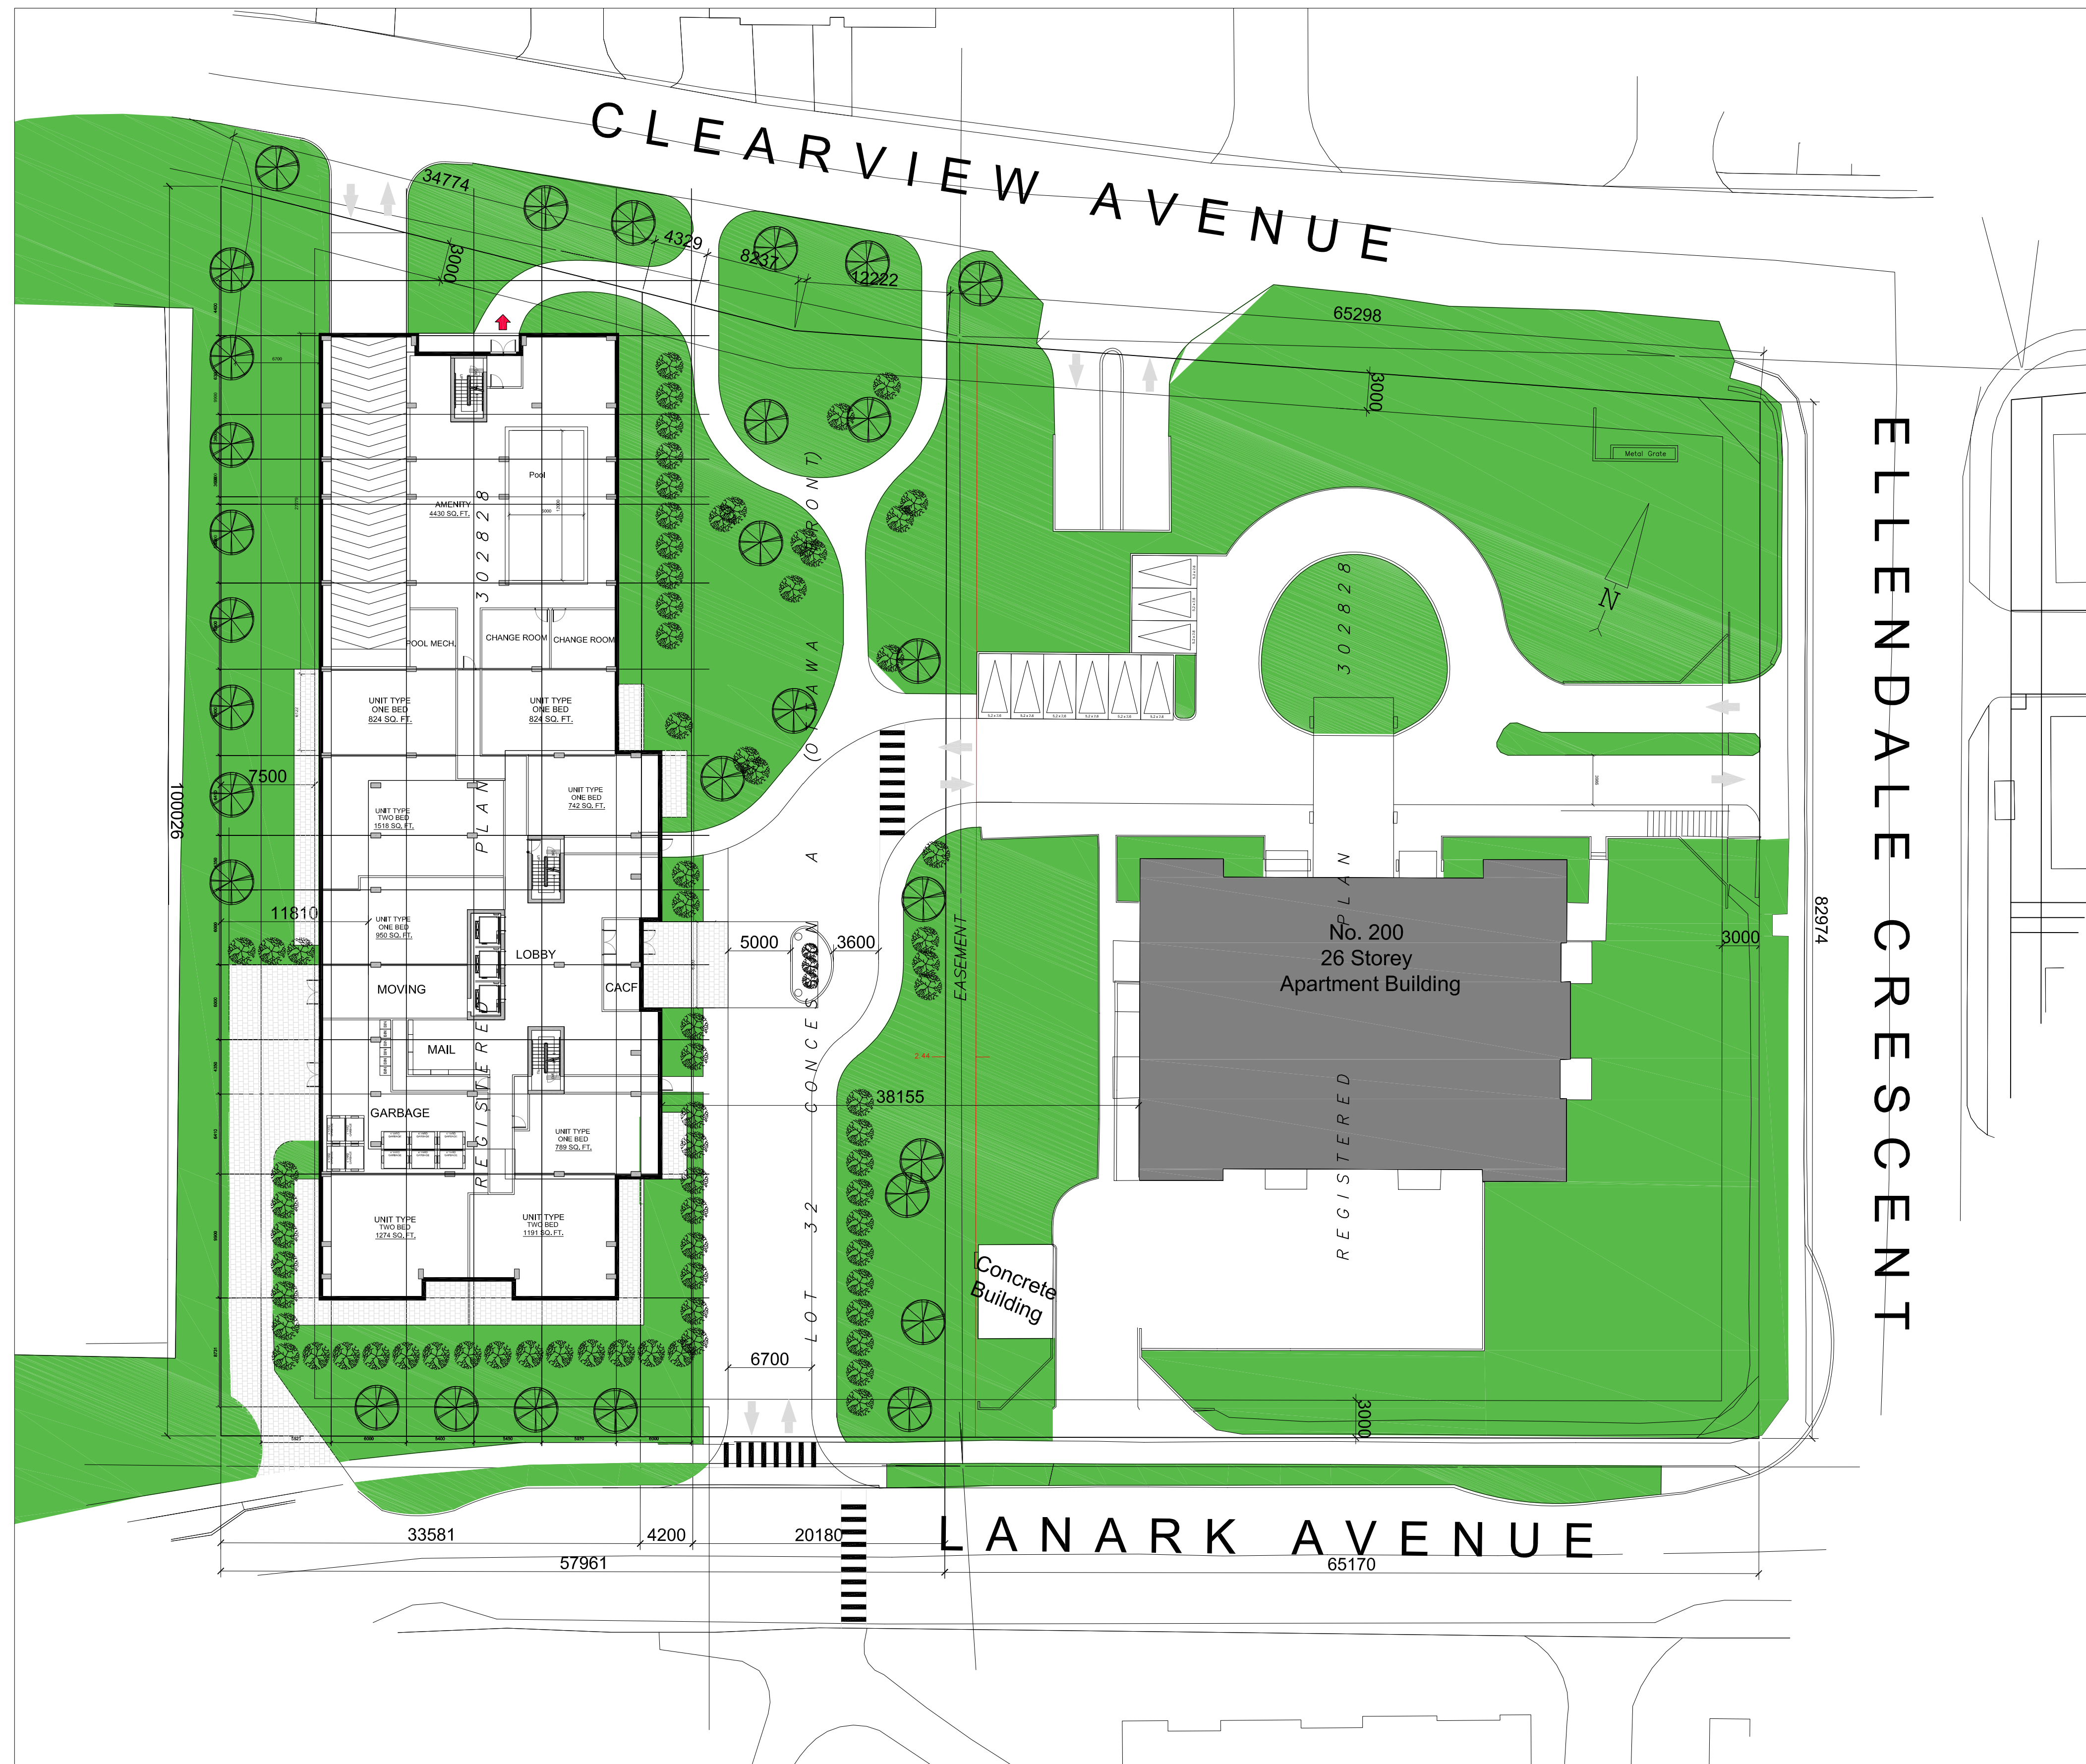 CLEARVIEW AVENUE
34774
4329
3000
8237
12222
65298
3000
ELLENDALE CRESCENT
Metal Grate
N
Pool
5000
AMENITY
4430 SQ. FT.
302828
(OTTAWA FRONT)
302828
POOL MECH.
CHANGE ROOM
CHANGE ROOM
UNIT TYPE
ONE BED
824 SQ. FT.
UNIT TYPE
ONE BED
824 SQ. FT.
7500
100026
UNIT TYPE
ONE BED
742 SQ. FT.
UNIT TYPE
TWO BED
1518 SQ. FT.
PLAN
11810
UNIT TYPE
ONE BED
950 SQ. FT.
LOBBY
MOVING
CACF
5000
3600
EASEMENT
No. 200
26 Storey
Apartment Building
PLAN
3000
82974
MAIL
REGISTERED
LOT 32 CONCESSION A
2.44
38155
GARBAGE
UNIT TYPE
ONE BED
789 SQ. FT.
REGISTERED
UNIT TYPE
TWO BED
1274 SQ. FT.
UNIT TYPE
TWO BED
1191 SQ. FT.
Concrete
Building
6700
3000
33581
4200
20180
LANARK AVENUE
57961
65170